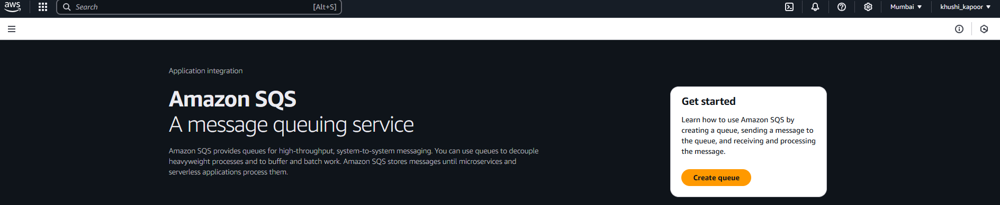 aws
Search [Alt+S]
Mumbai ▼ khushi_kapoor ▼
Application integration
Amazon SQS
A message queuing service
Amazon SQS provides queues for high-throughput, system-to-system messaging. You can use queues to decouple
heavyweight processes and to buffer and batch work. Amazon SQS stores messages until microservices and
serverless applications process them.
Get started
Learn how to use Amazon SQS by
creating a queue, sending a message to
the queue, and receiving and processing
the message.
Create queue